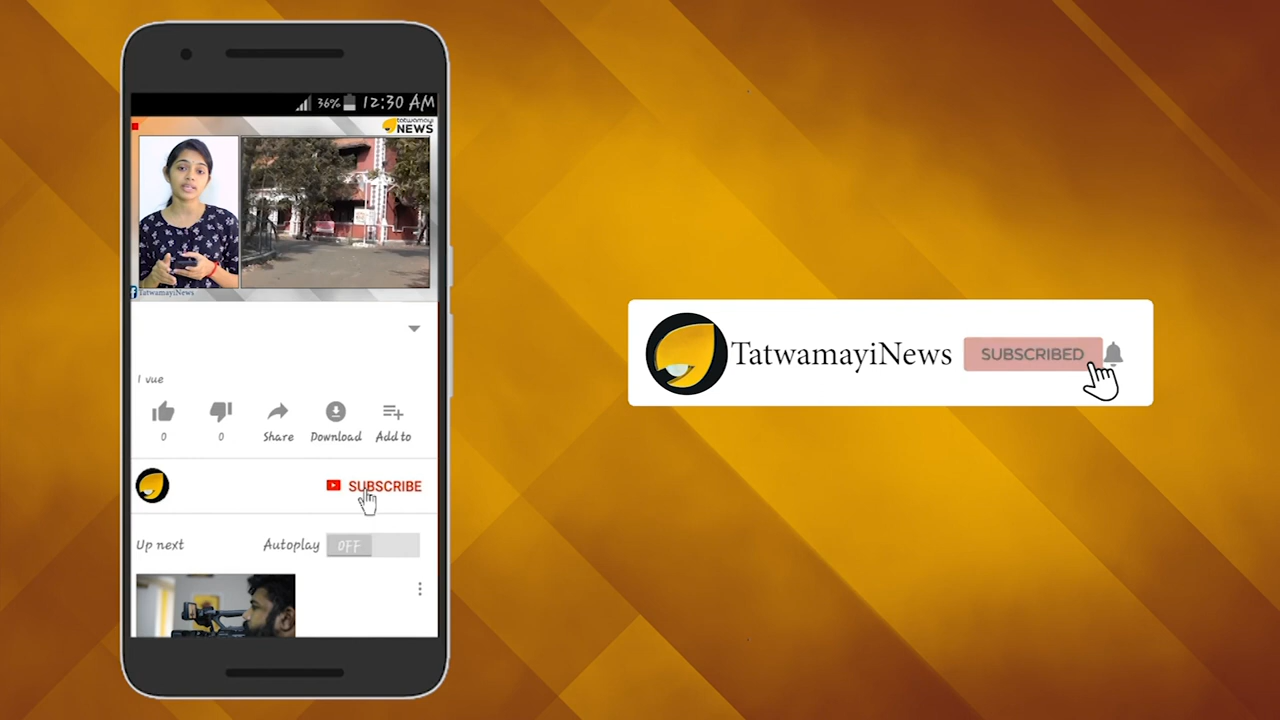 36% 12:30 AM
tatwamayi
NEWS
TatwamayiNews
1 vue
0 0 Share Download Add to
SUBSCRIBE
Up next Autoplay OFF
TatwamayiNews SUBSCRIBED